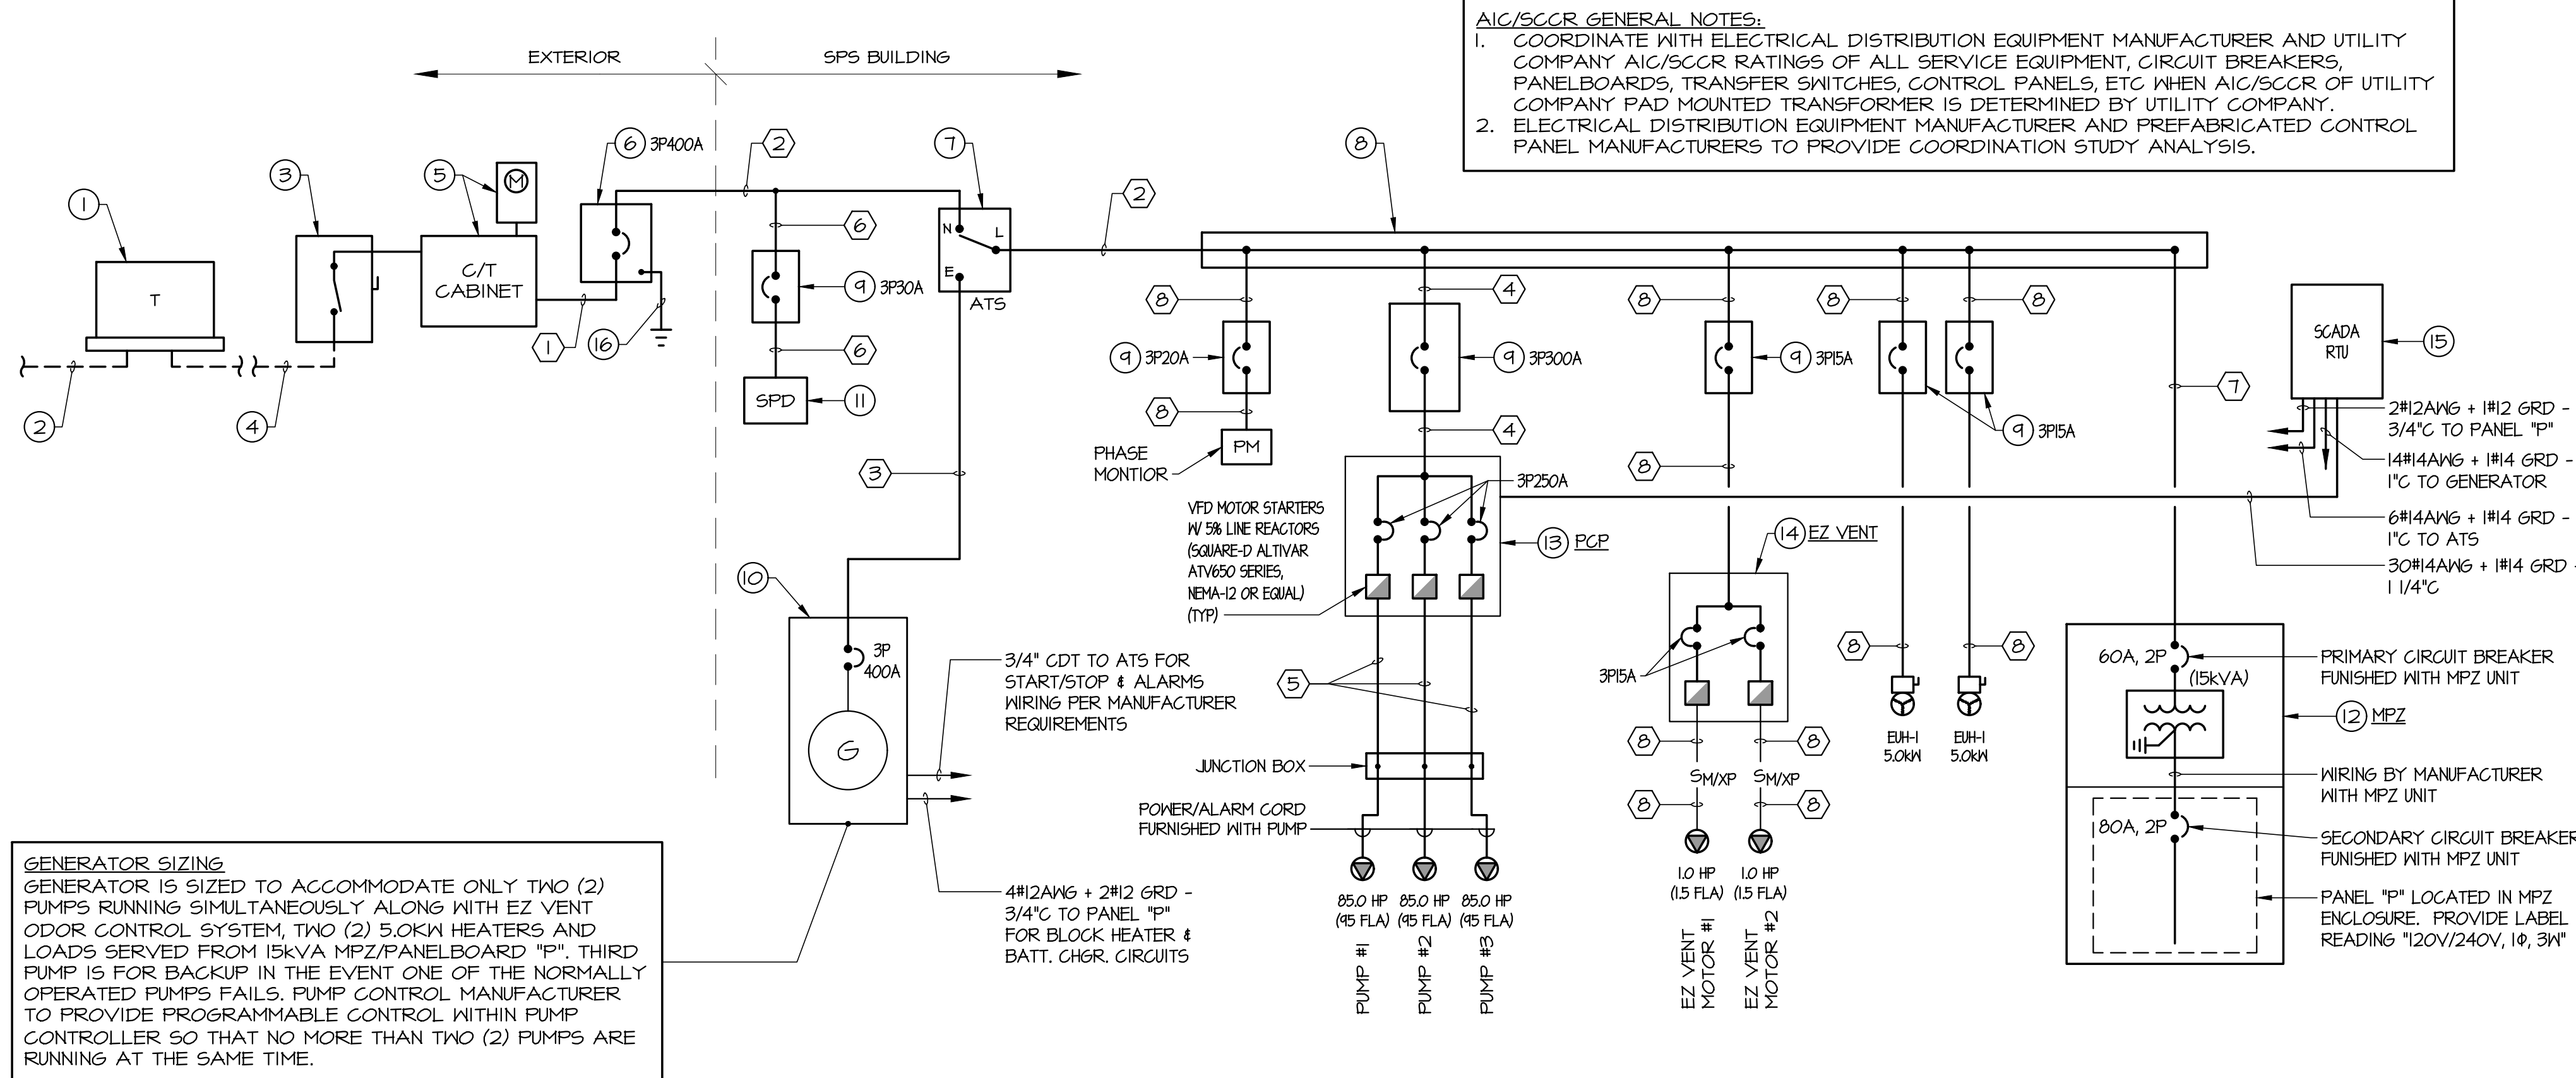 AIC/SCCR GENERAL NOTES:
1. COORDINATE WITH ELECTRICAL DISTRIBUTION EQUIPMENT MANUFACTURER AND UTILITY
COMPANY AIC/SCCR RATINGS OF ALL SERVICE EQUIPMENT, CIRCUIT BREAKERS,
PANELBOARDS, TRANSFER SWITCHES, CONTROL PANELS, ETC WHEN AIC/SCCR OF UTILITY
COMPANY PAD MOUNTED TRANSFORMER IS DETERMINED BY UTILITY COMPANY.
2. ELECTRICAL DISTRIBUTION EQUIPMENT MANUFACTURER AND PREFABRICATED CONTROL
PANEL MANUFACTURERS TO PROVIDE COORDINATION STUDY ANALYSIS.
EXTERIOR
SPS BUILDING
1
T
2
3
4
5
M
C/T
CABINET
6 3P400A
1
16
2
6
9 3P30A
6
SPD
11
7
N
L
E
ATS
2
3
8
8
9 3P20A
8
PM
PHASE
MONTIOR
4
9 3P300A
4
3P250A
VFD MOTOR STARTERS
W/ 5% LINE REACTORS
(SQUARE-D ALTIVAR
ATV650 SERIES,
NEMA-12 OR EQUAL)
(TYP)
13 PCP
5
JUNCTION BOX
POWER/ALARM CORD
FURNISHED WITH PUMP
85.0 HP
(95 FLA)
85.0 HP
(95 FLA)
85.0 HP
(95 FLA)
PUMP #1
PUMP #2
PUMP #3
8
9 3P15A
8
14 EZ VENT
3P15A
8
8
SM/XP
SM/XP
8
8
1.0 HP
(1.5 FLA)
1.0 HP
(1.5 FLA)
EZ VENT
MOTOR #1
EZ VENT
MOTOR #2
8
8
9 3P15A
8
8
EUH-1
5.0kW
EUH-1
5.0kW
7
SCADA
RTU
15
2#12AWG + 1#12 GRD -
3/4"C TO PANEL "P"
14#14AWG + 1#14 GRD -
1"C TO GENERATOR
6#14AWG + 1#14 GRD -
1"C TO ATS
30#14AWG + 1#14 GRD -
1 1/4"C
60A, 2P
(15kVA)
PRIMARY CIRCUIT BREAKER
FUNISHED WITH MPZ UNIT
12 MPZ
WIRING BY MANUFACTURER
WITH MPZ UNIT
80A, 2P
SECONDARY CIRCUIT BREAKER
FUNISHED WITH MPZ UNIT
PANEL "P" LOCATED IN MPZ
ENCLOSURE. PROVIDE LABEL
READING "120V/240V, 1Φ, 3W"
10
3P
400A
G
3/4" CDT TO ATS FOR
START/STOP & ALARMS
WIRING PER MANUFACTURER
REQUIREMENTS
4#12AWG + 2#12 GRD -
3/4"C TO PANEL "P"
FOR BLOCK HEATER &
BATT. CHGR. CIRCUITS
GENERATOR SIZING
GENERATOR IS SIZED TO ACCOMMODATE ONLY TWO (2)
PUMPS RUNNING SIMULTANEOUSLY ALONG WITH EZ VENT
ODOR CONTROL SYSTEM, TWO (2) 5.0KW HEATERS AND
LOADS SERVED FROM 15kVA MPZ/PANELBOARD "P". THIRD
PUMP IS FOR BACKUP IN THE EVENT ONE OF THE NORMALLY
OPERATED PUMPS FAILS. PUMP CONTROL MANUFACTURER
TO PROVIDE PROGRAMMABLE CONTROL WITHIN PUMP
CONTROLLER SO THAT NO MORE THAN TWO (2) PUMPS ARE
RUNNING AT THE SAME TIME.